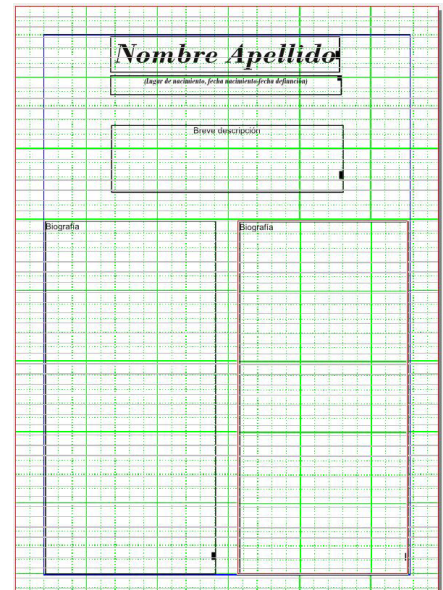 Nombre Apellido
(Lugar de nacimiento, fecha nacimiento-fecha defunción)
Breve descripción
Biografía
Biografía